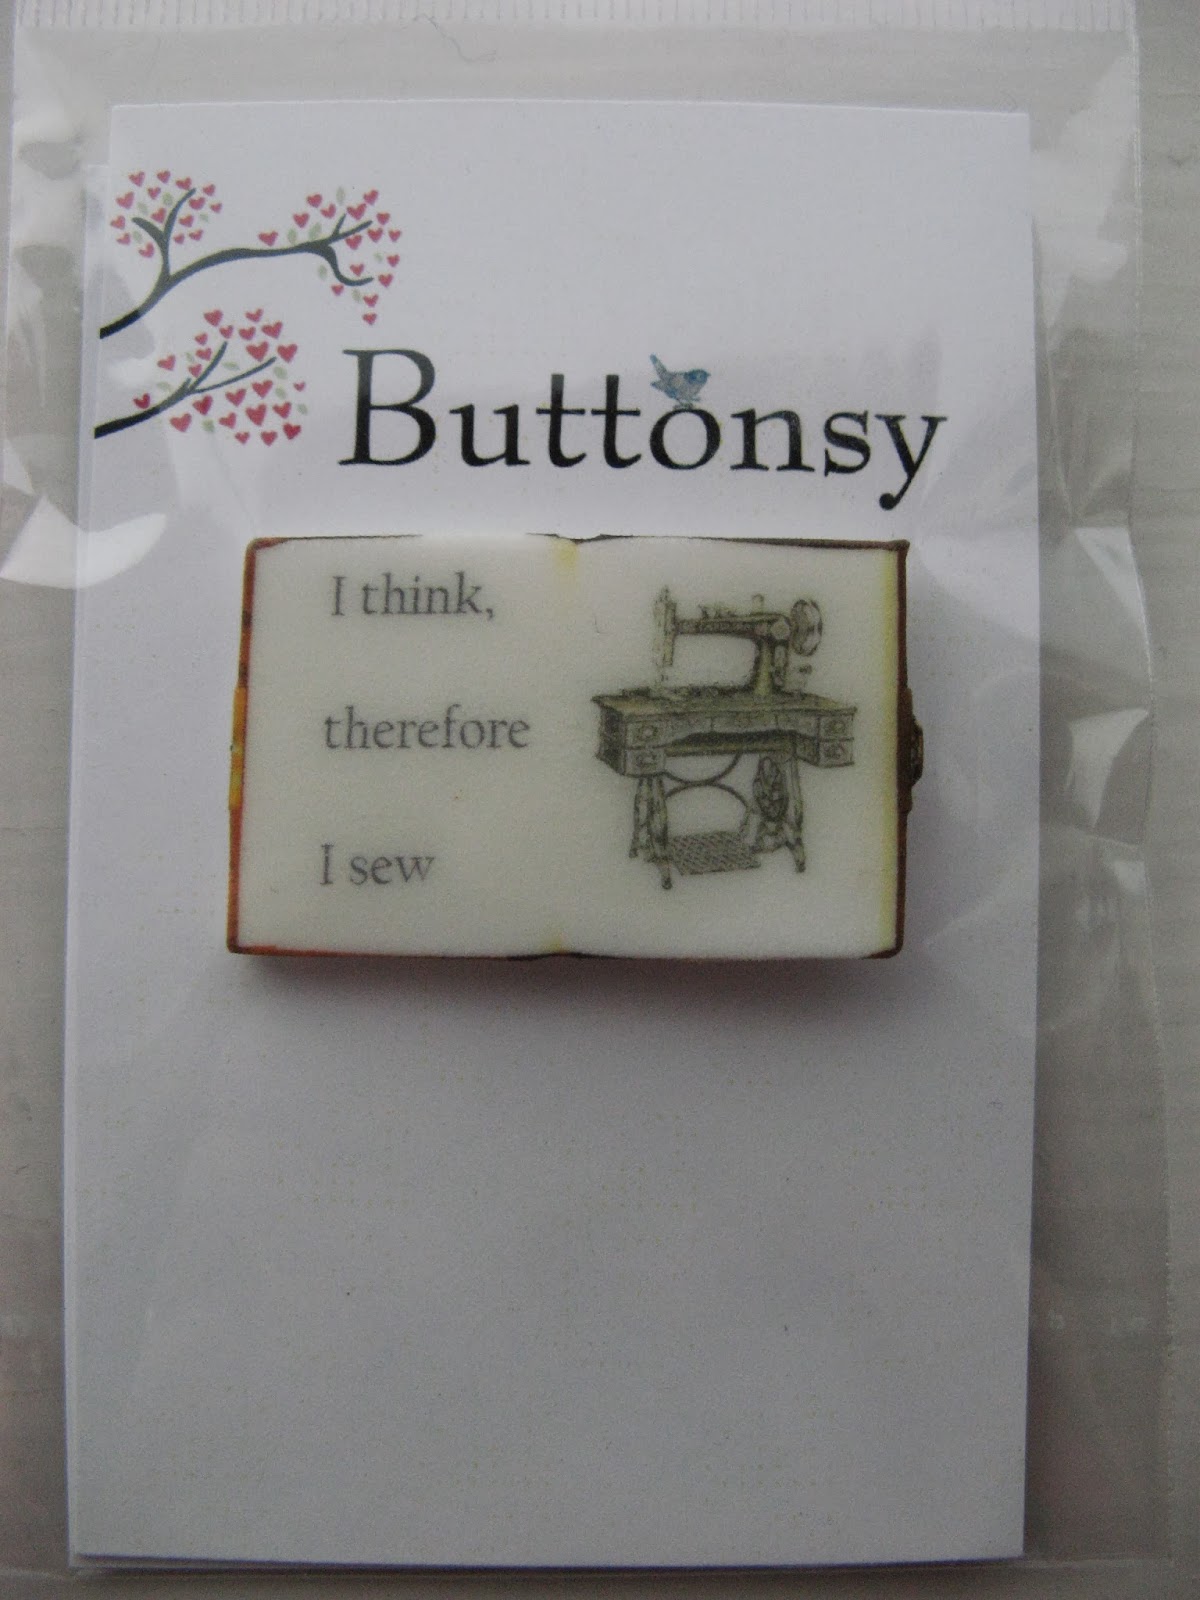 Buttonsy
I think,
therefore
I sew